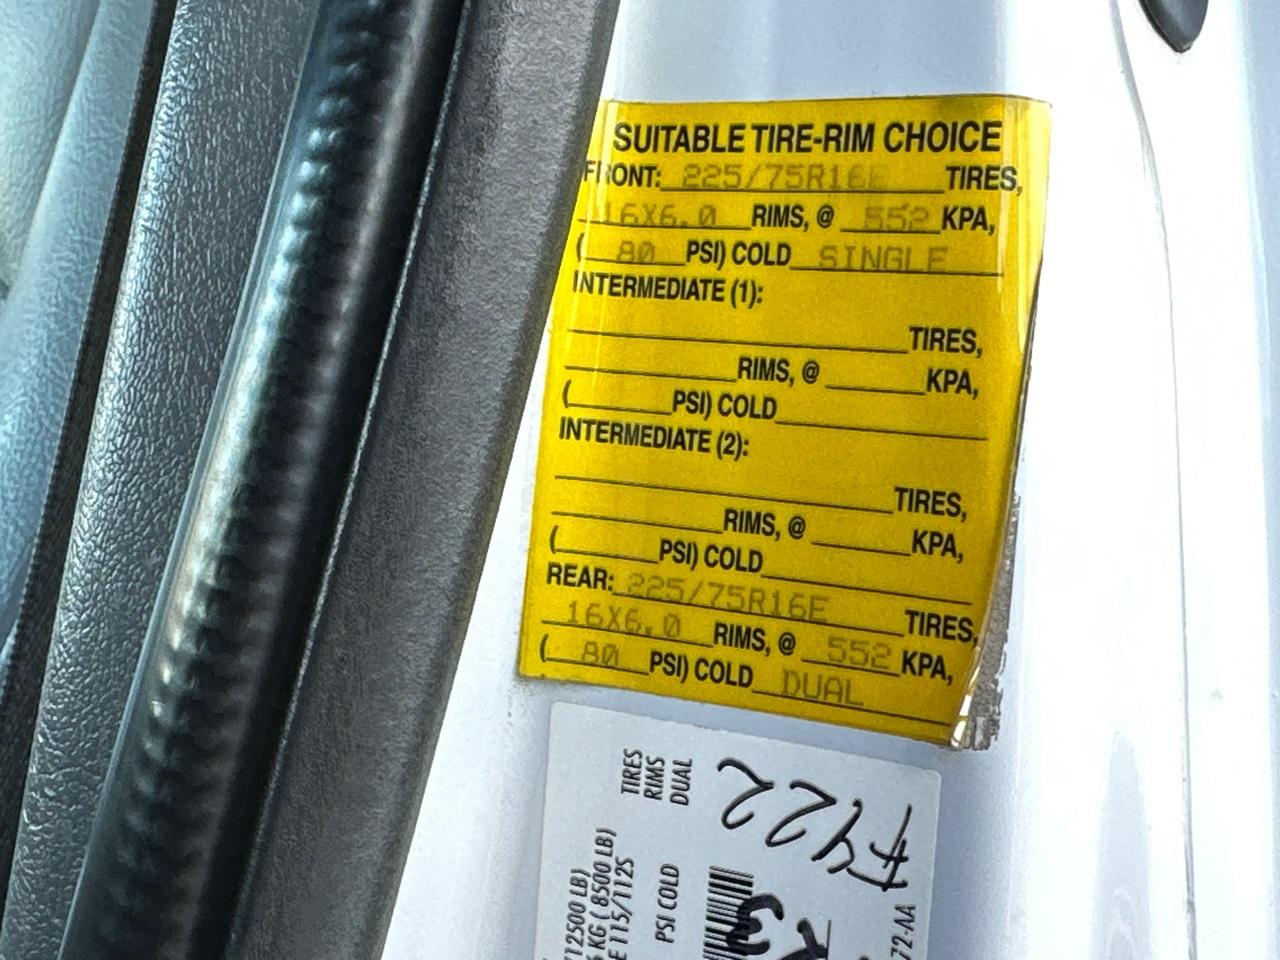 SUITABLE TIRE-RIM CHOICE
FRONT: 225/75R16E TIRES,
16X6.0 RIMS, @ 552 KPA,
( 80 PSI) COLD SINGLE
INTERMEDIATE (1):
TIRES,
RIMS, @ KPA,
( PSI) COLD
INTERMEDIATE (2):
TIRES,
RIMS, @ KPA,
( PSI) COLD
REAR: 225/75R16E TIRES,
16X6.0 RIMS, @ 552 KPA,
( 80 PSI) COLD DUAL
TIRES
RIMS
DUAL
12500 LB)
KG ( 8500 LB)
115/112S
PSI COLD
72-AA